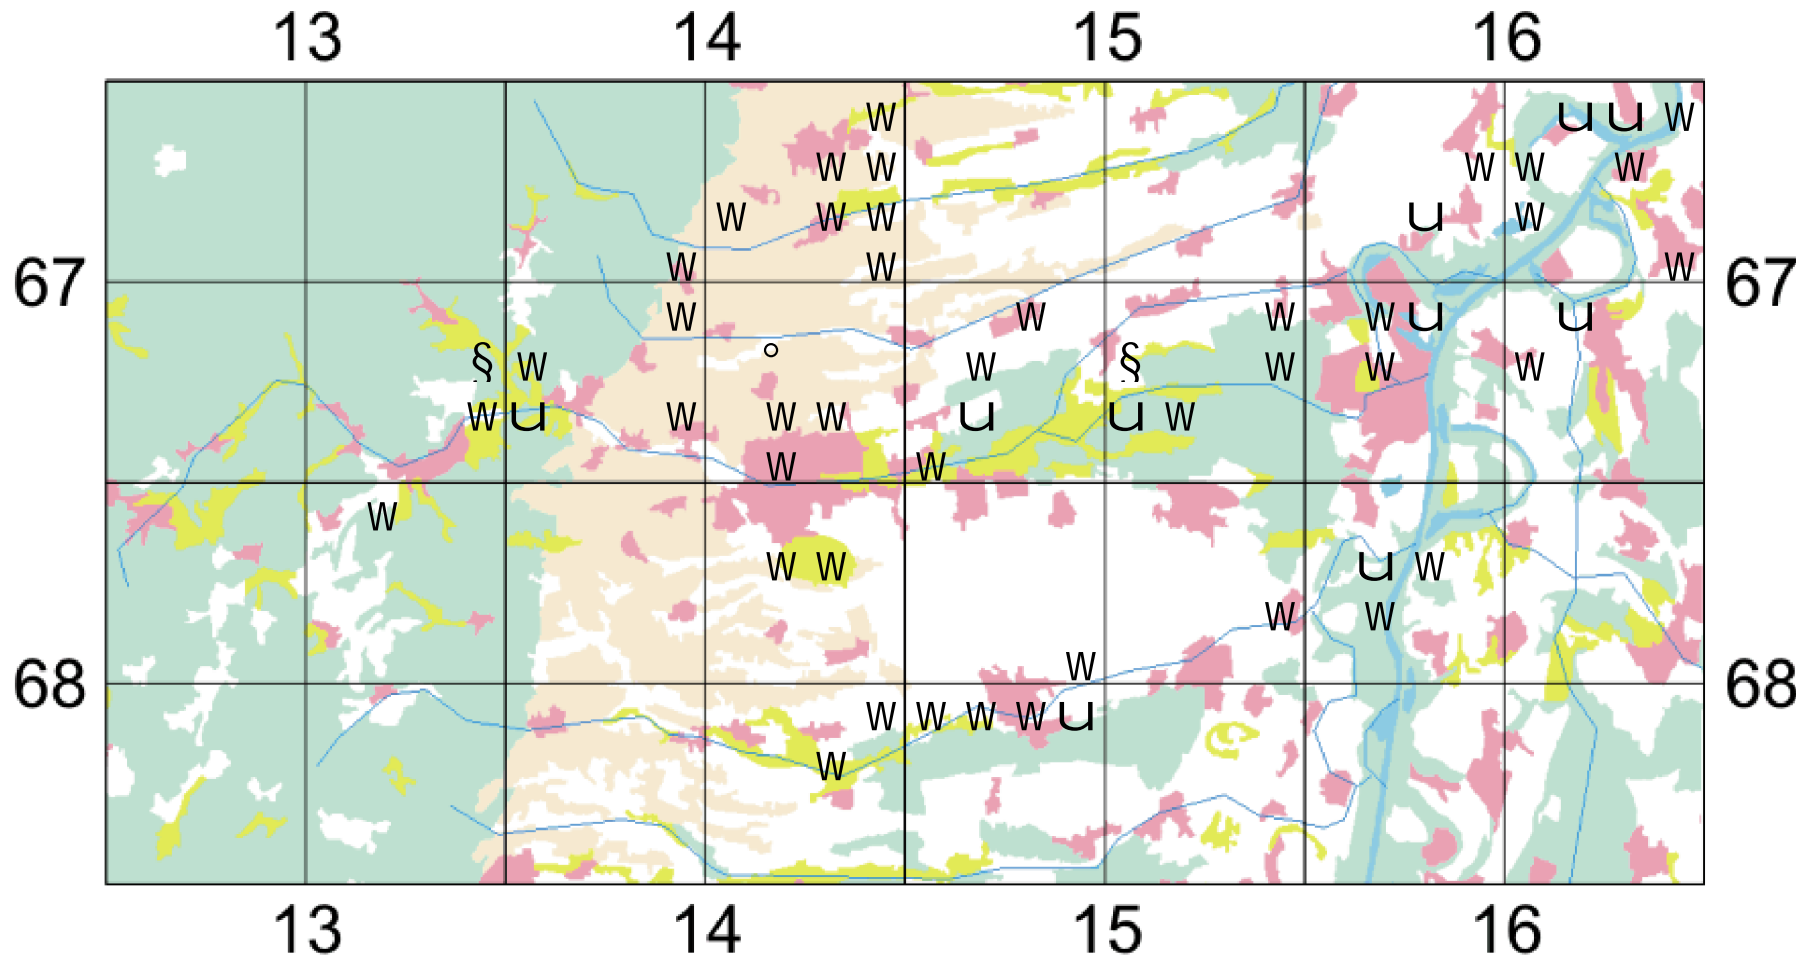 13 14 15 16
W u u W
W W W W W
W W W u W
W W W
67 67
W W W W u u
§ W W § W W W
W u W W W u u W
W W
W
W W u W
W W
W
68 68
W W W W u
W
13 14 15 16